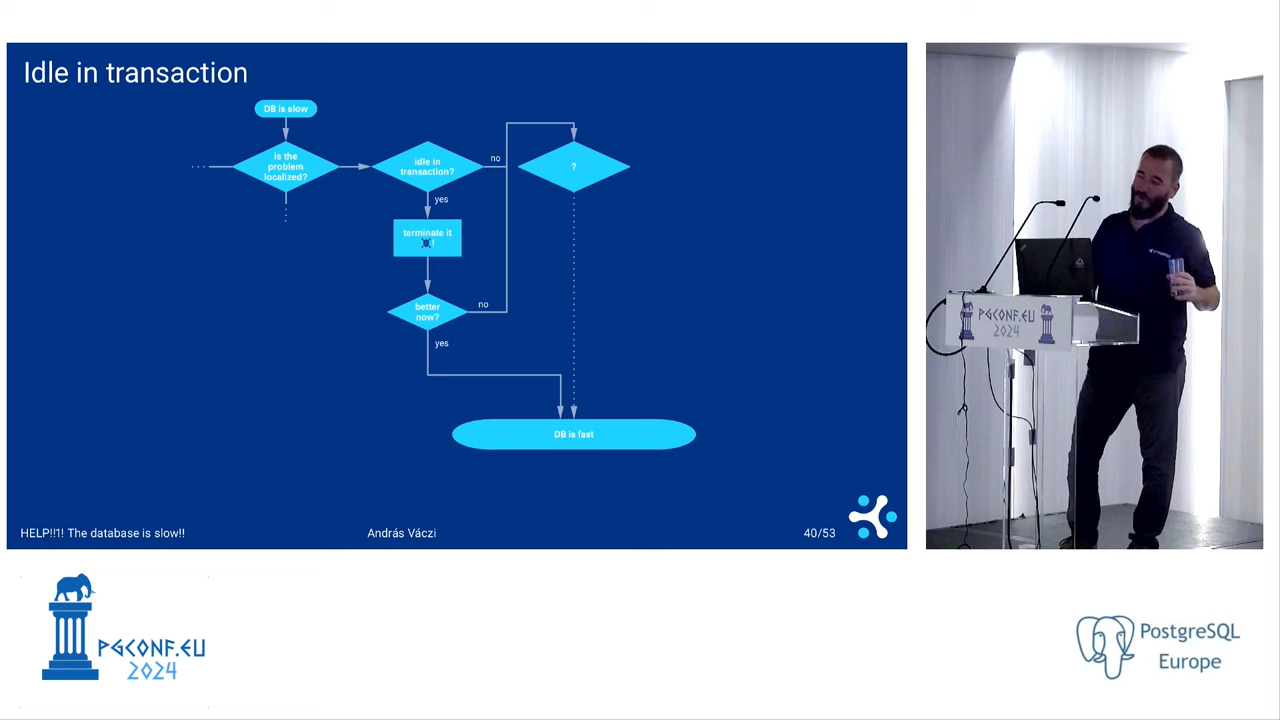 Idle in transaction
DB is slow
is the
problem
localized?
idle in
transaction?
no
?
yes
terminate it
!
better
now?
no
yes
DB is fast
HELP!!1! The database is slow!!
András Váczi
40/53
PGCONF.EU
2024
PGCONF.EU
2024
PostgreSQL
Europe